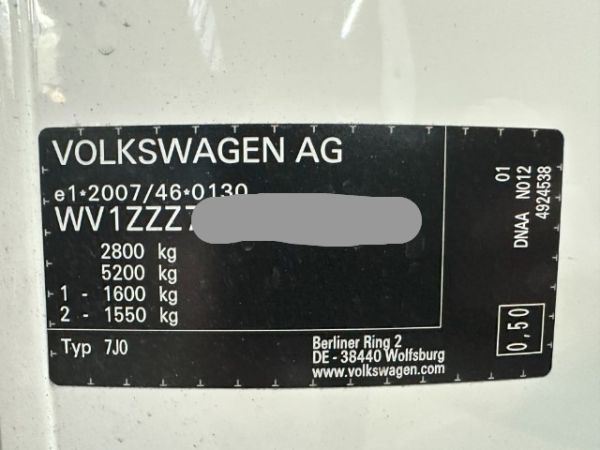 VOLKSWAGEN AG
e1*2007/46*0130
WV1ZZZ7
2800 kg
5200 kg
1 - 1600 kg
2 - 1550 kg
Typ 7J0
Berliner Ring 2
DE - 38440 Wolfsburg
www.volkswagen.com
01
DNAA N012
4924538
0,50